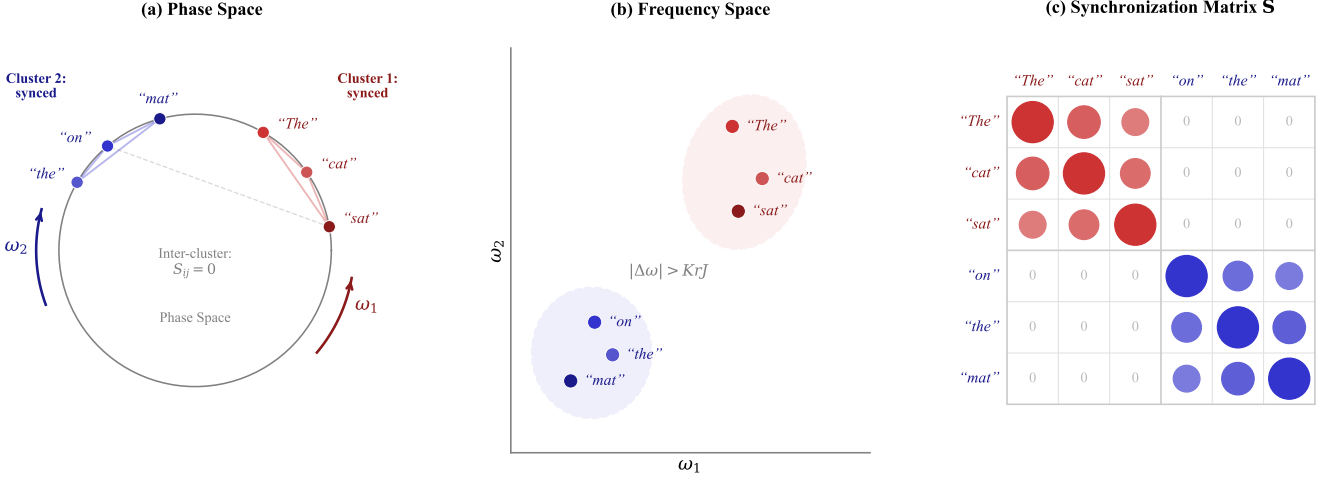 (a) Phase Space
Cluster 2:
synced
Cluster 1:
synced
“mat”
“The”
“on”
“cat”
“the”
“sat”
ω₂
Inter-cluster:
Sᵢⱼ = 0
ω₁
Phase Space
(b) Frequency Space
ω₂
“The”
“cat”
“sat”
|Δω| > KrJ
“on”
“the”
“mat”
ω₁
(c) Synchronization Matrix S
“The” “cat” “sat” “on” “the” “mat”
“The” 0 0 0
“cat” 0 0 0
“sat” 0 0 0
“on” 0 0 0
“the” 0 0 0
“mat” 0 0 0